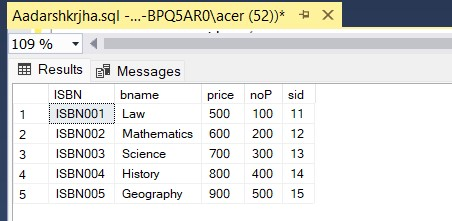 Aadarshkrjha.sql -...-BPQ5AR0\acer (52))*
109 %
Results Messages
ISBN bname price noP sid
1 ISBN001 Law 500 100 11
2 ISBN002 Mathematics 600 200 12
3 ISBN003 Science 700 300 13
4 ISBN004 History 800 400 14
5 ISBN005 Geography 900 500 15